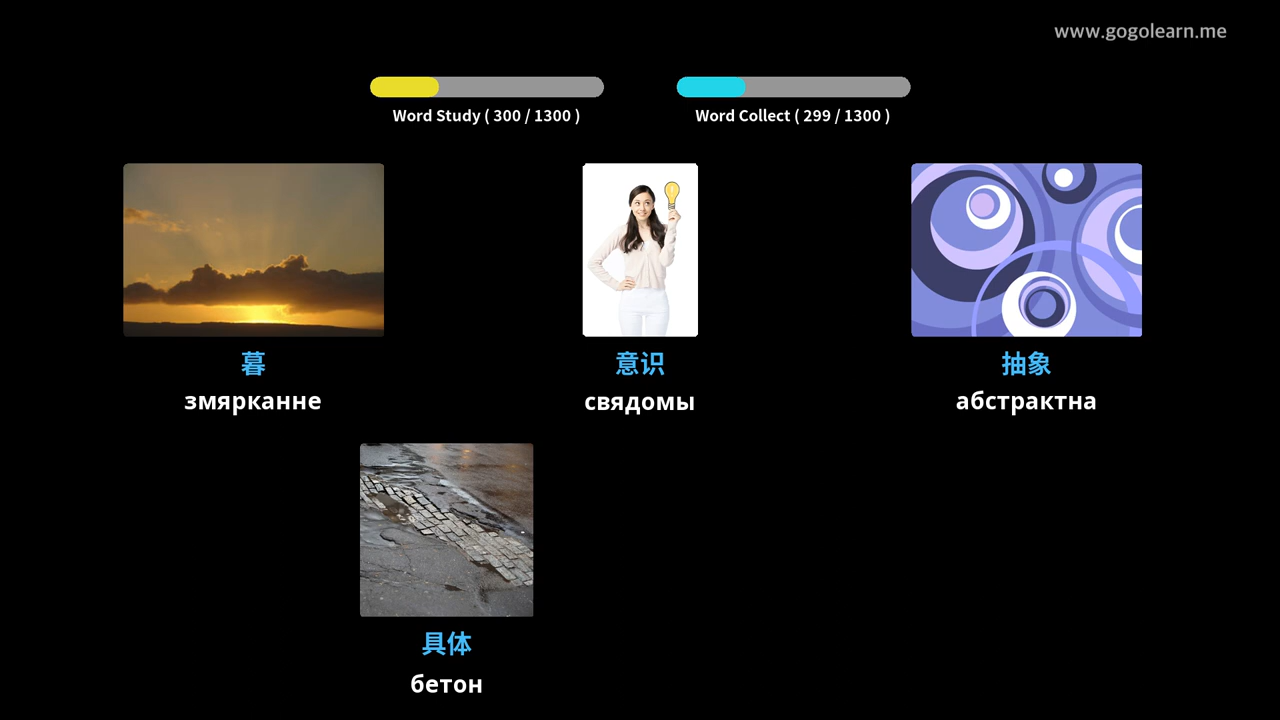 www.gogolearn.me
Word Study ( 300 / 1300 )
Word Collect ( 299 / 1300 )
暮
змярканне
意识
свядомы
抽象
абстрактна
具体
бетон